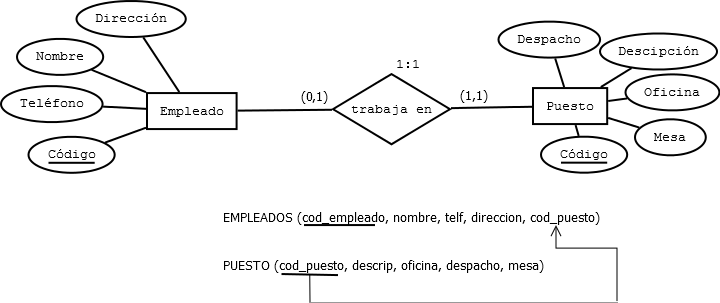 Dirección
Despacho
Nombre
1:1
Descipción
Teléfono
(0,1)
(1,1)
Oficina
Empleado
trabaja en
Puesto
Mesa
Código
Código
EMPLEADOS (cod_empleado, nombre, telf, direccion, cod_puesto)
PUESTO (cod_puesto, descrip, oficina, despacho, mesa)